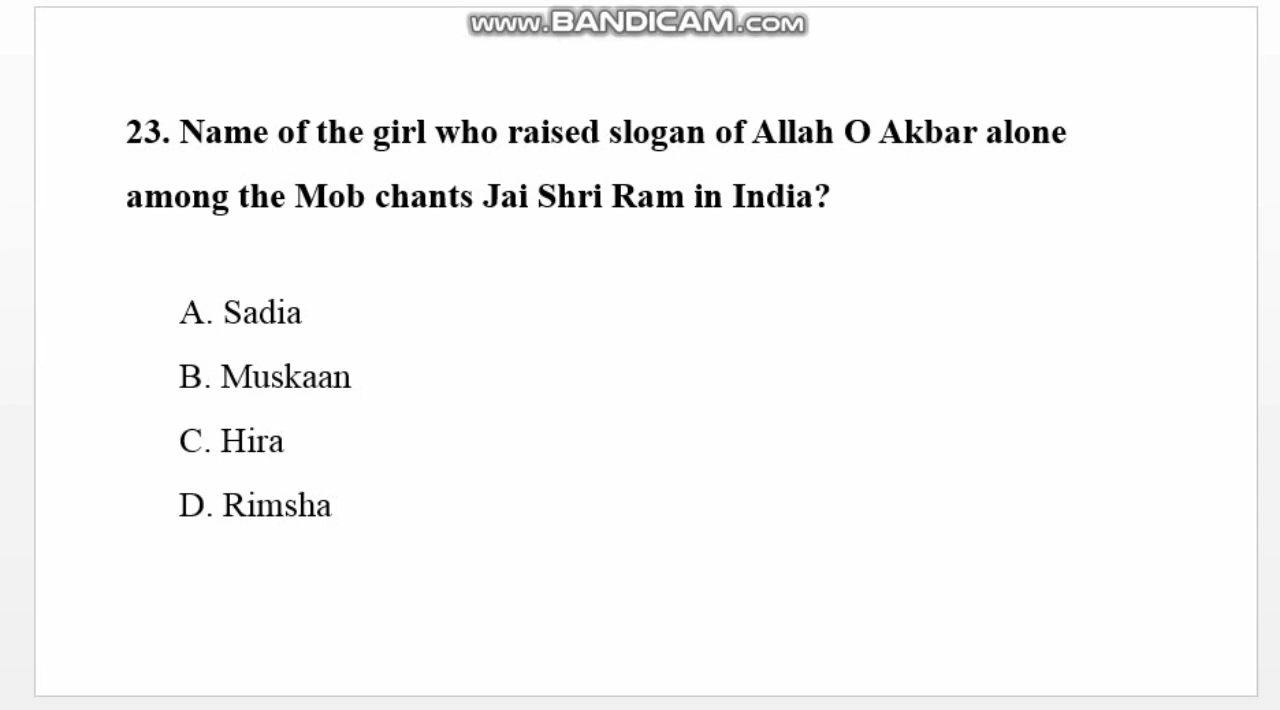 www.BANDICAM.com
23. Name of the girl who raised slogan of Allah O Akbar alone
among the Mob chants Jai Shri Ram in India?
A. Sadia
B. Muskaan
C. Hira
D. Rimsha